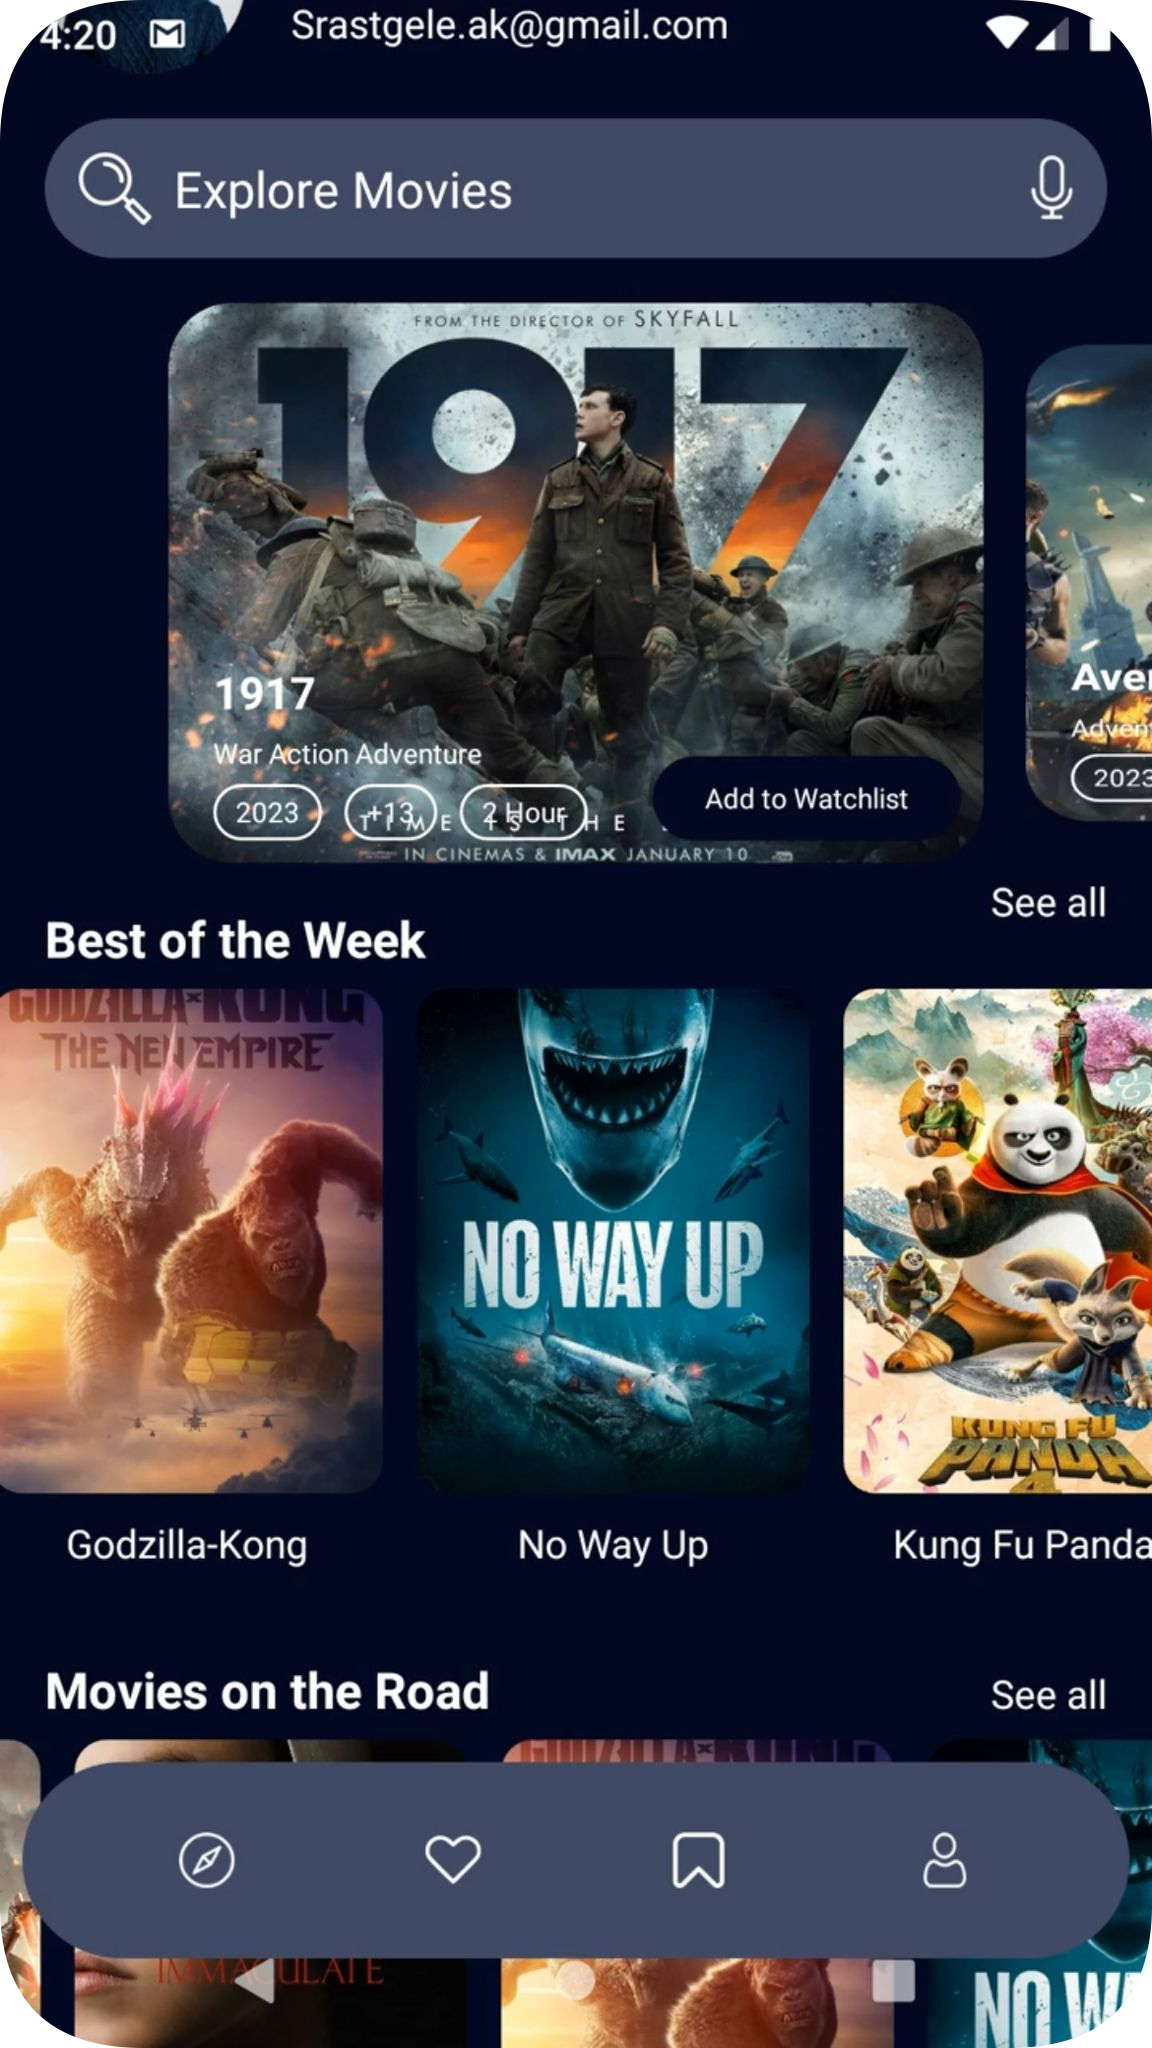 4:20
Srastgele.ak@gmail.com
Explore Movies
FROM THE DIRECTOR OF SKYFALL
1917
1917
War Action Adventure
2023
+13
2 Hour
TIME IS THE
Add to Watchlist
IN CINEMAS & IMAX JANUARY 10
2023
See all
Best of the Week
GODZILLA × KONG
THE NEW EMPIRE
NO WAY UP
KUNG FU
PANDA
4
Godzilla-Kong
No Way Up
Kung Fu Panda
Movies on the Road
See all
IMMACULATE
NO